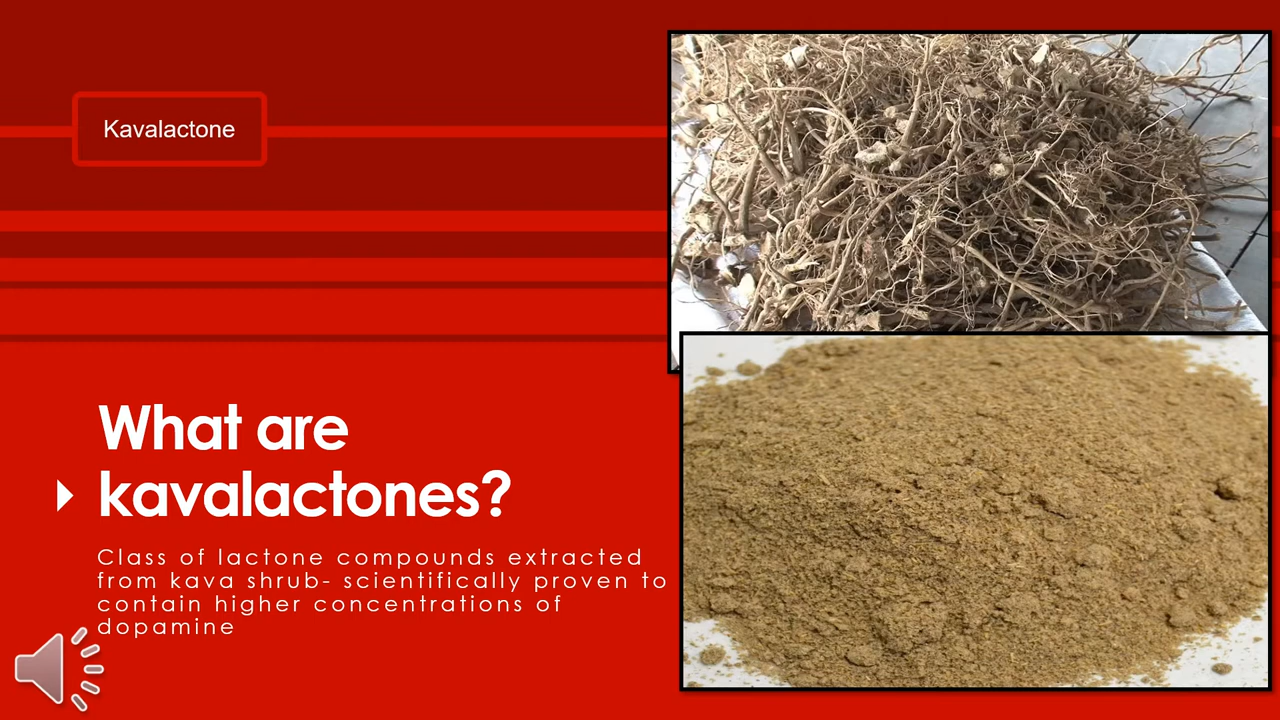 Kavalactone
What are
kavalactones?
Class of lactone compounds extracted
from kava shrub- scientifically proven to
contain higher concentrations of
dopamine